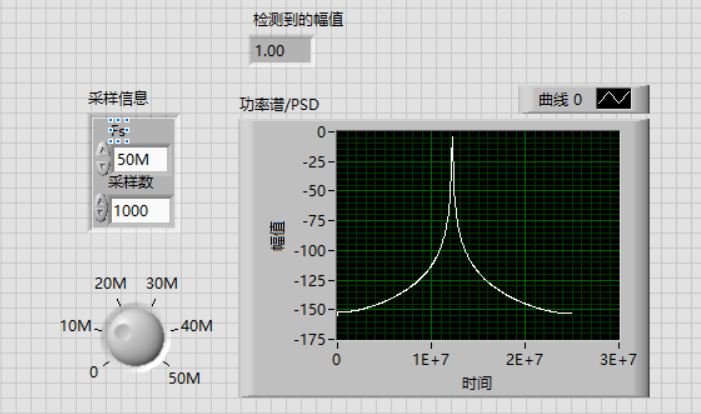 检测到的幅值
1.00
采样信息
Fs
50M
采样数
1000
功率谱/PSD
曲线 0
幅值
0
-25
-50
-75
-100
-125
-150
-175
0
1E+7
2E+7
3E+7
时间
0
10M
20M
30M
40M
50M